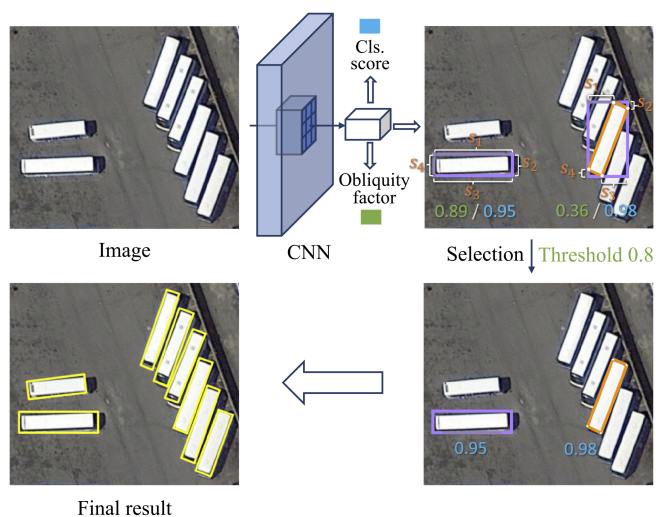 Cls.
score
Obliquity
factor
Image
CNN
s1
s2
s3
s4
0.89 / 0.95
s1
s2
s3
s4
0.36 / 0.98
Selection
Threshold 0.8
0.95
0.98
Final result